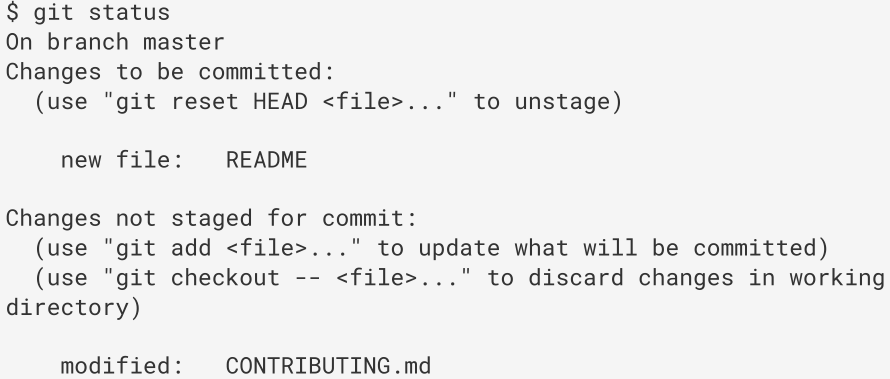 $ git status
On branch master
Changes to be committed:
  (use "git reset HEAD <file>..." to unstage)

    new file:   README

Changes not staged for commit:
  (use "git add <file>..." to update what will be committed)
  (use "git checkout -- <file>..." to discard changes in working
directory)

    modified:   CONTRIBUTING.md